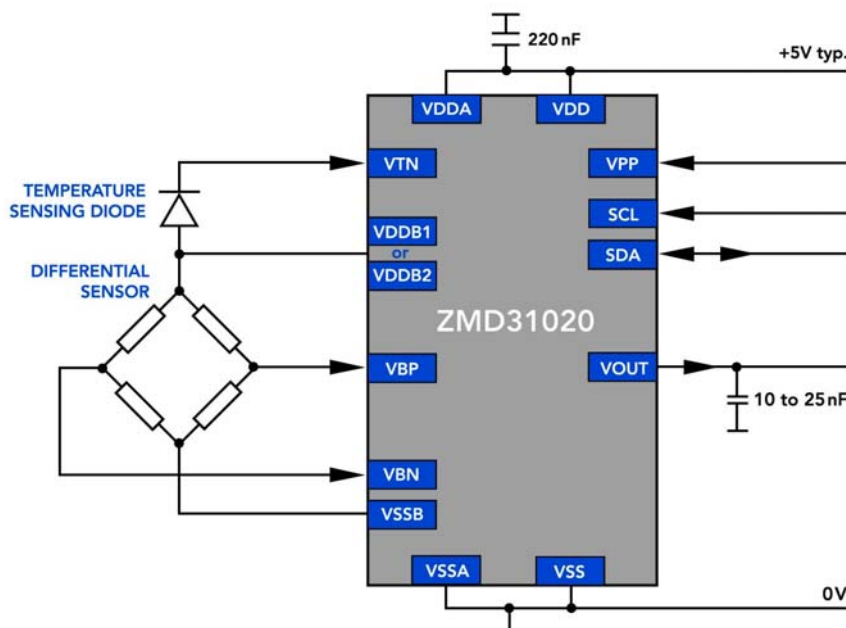 220 nF
+5V typ.
VDDA
VDD
VTN
VPP
TEMPERATURE
SENSING DIODE
SCL
VDDB1
or
VDDB2
SDA
DIFFERENTIAL
SENSOR
ZMD31020
VBP
VOUT
10 to 25 nF
VBN
VSSB
VSSA
VSS
0V